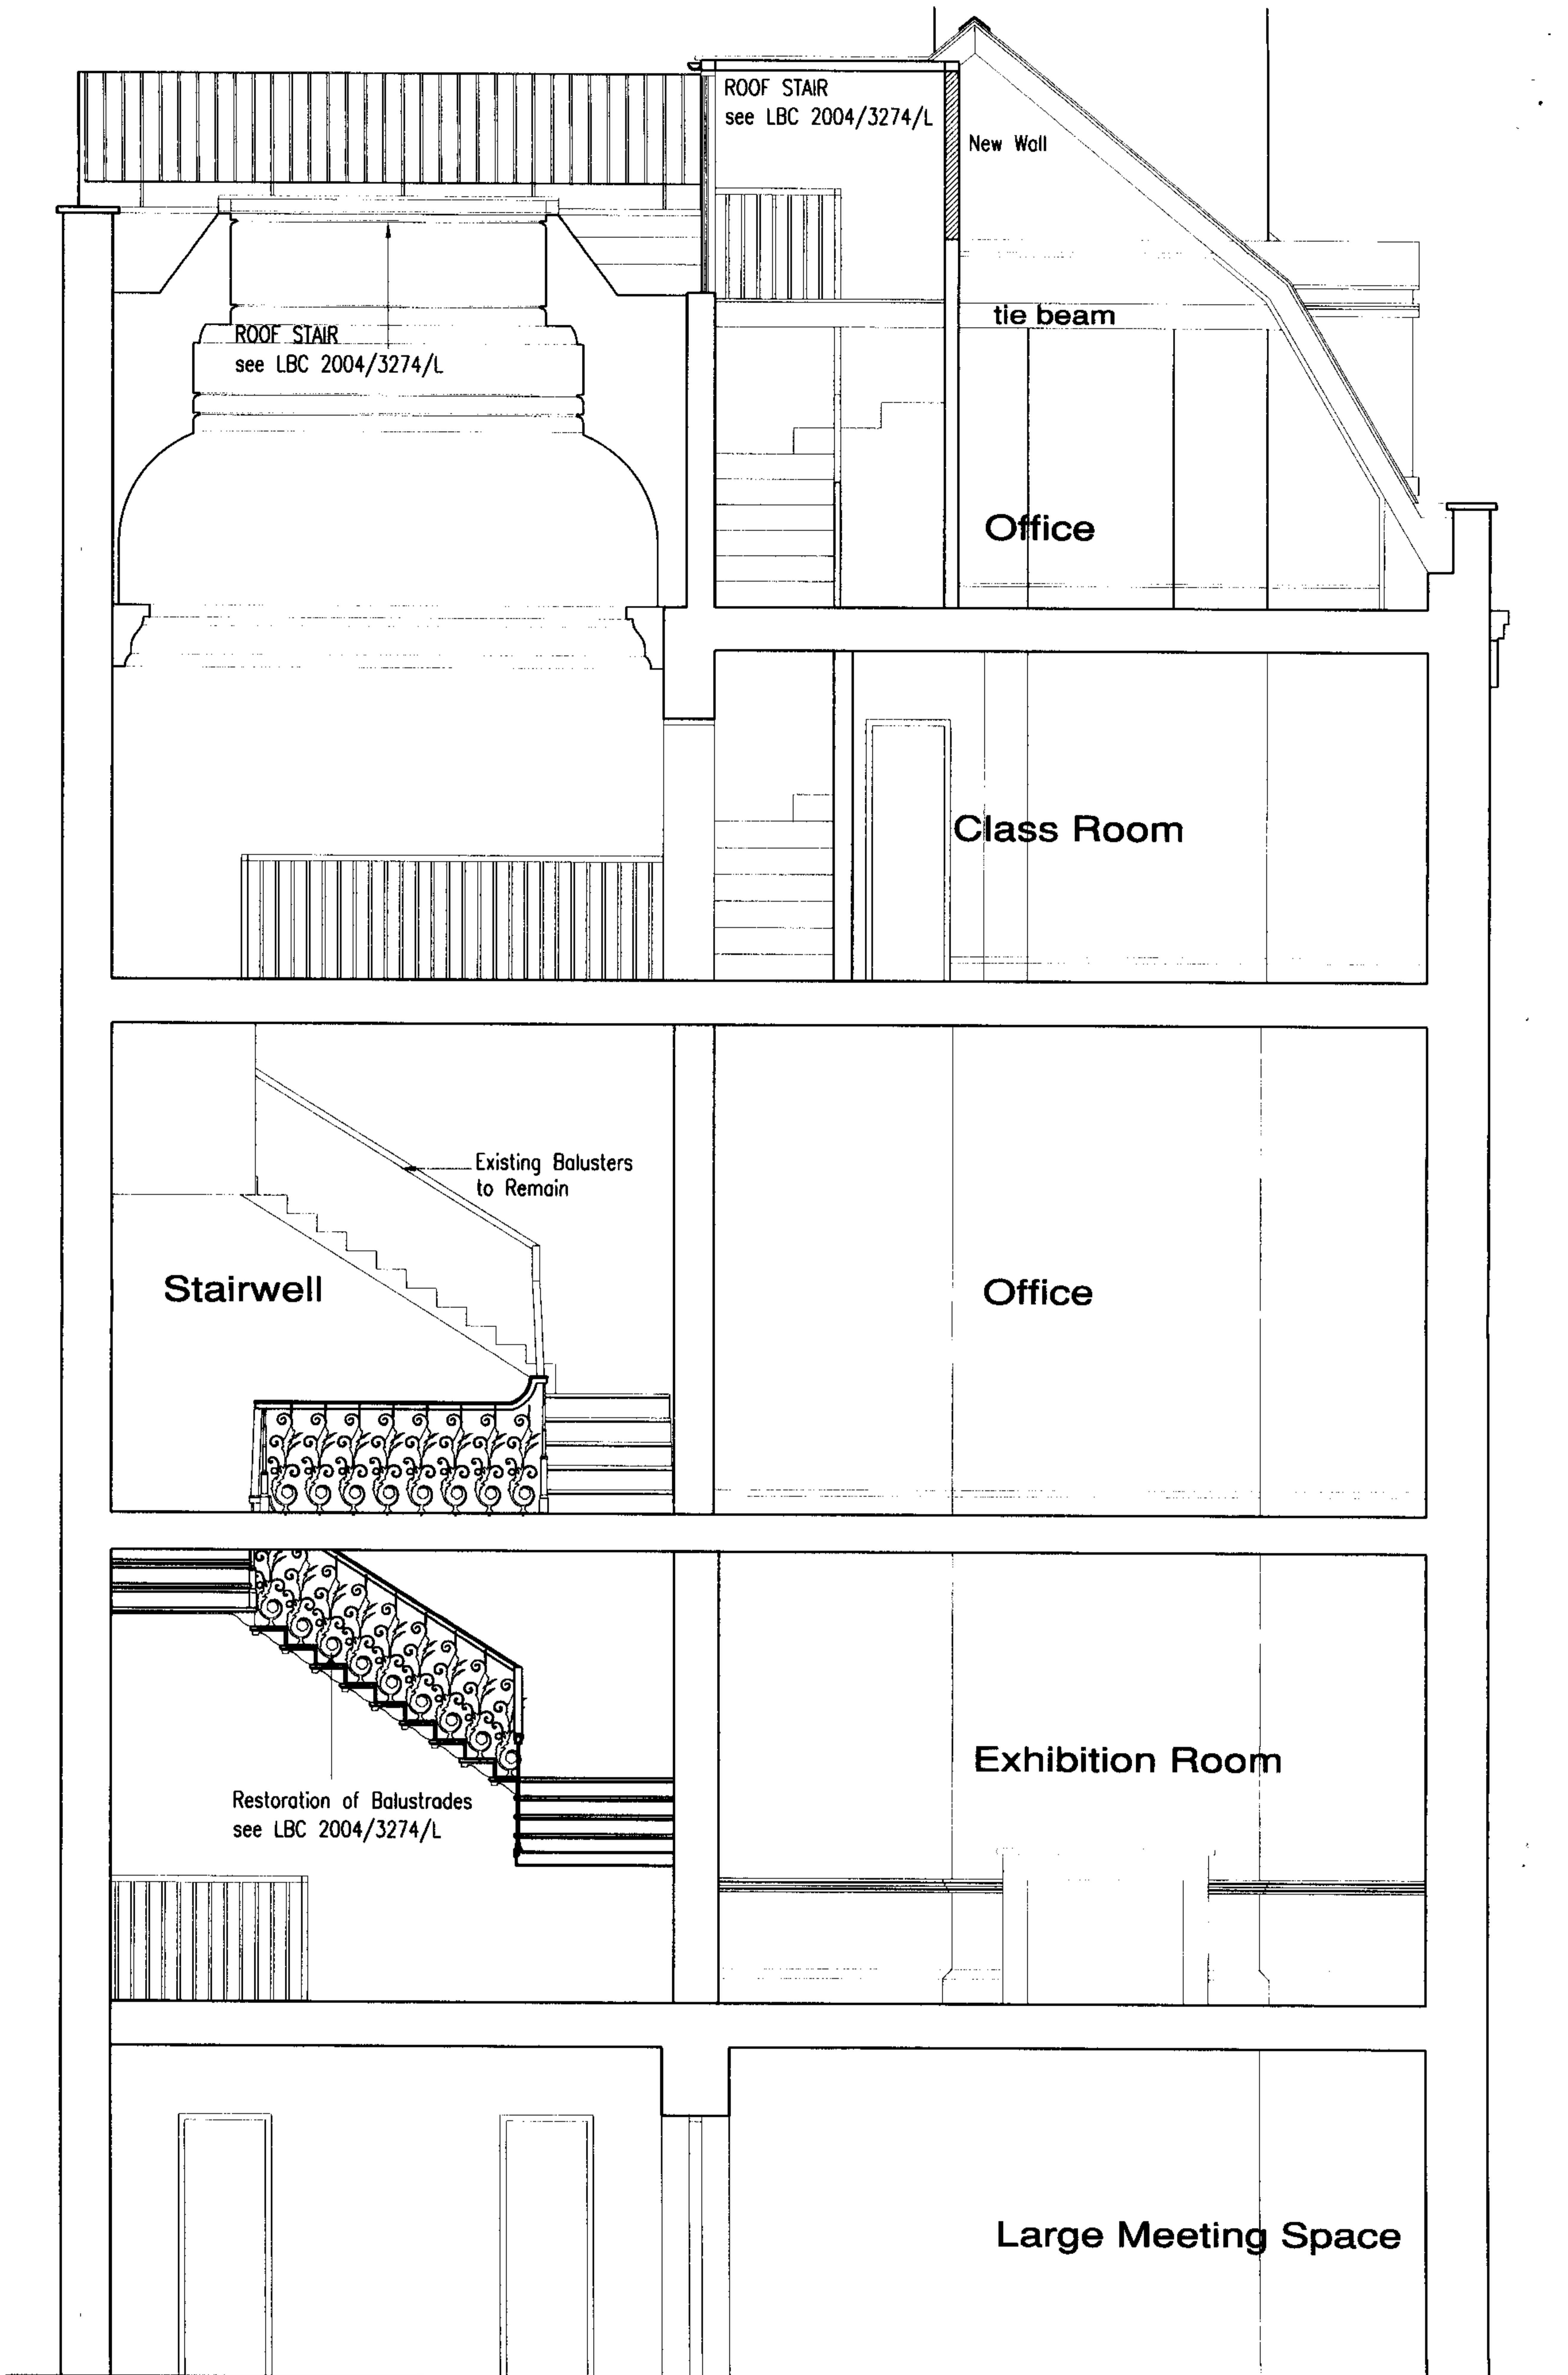 ROOF STAIR
see LBC 2004/3274/L
New Wall
tie beam
ROOF STAIR
see LBC 2004/3274/L
Office
Class Room
Existing Balusters
to Remain
Stairwell
Office
Exhibition Room
Restoration of Balustrades
see LBC 2004/3274/L
Large Meeting Space